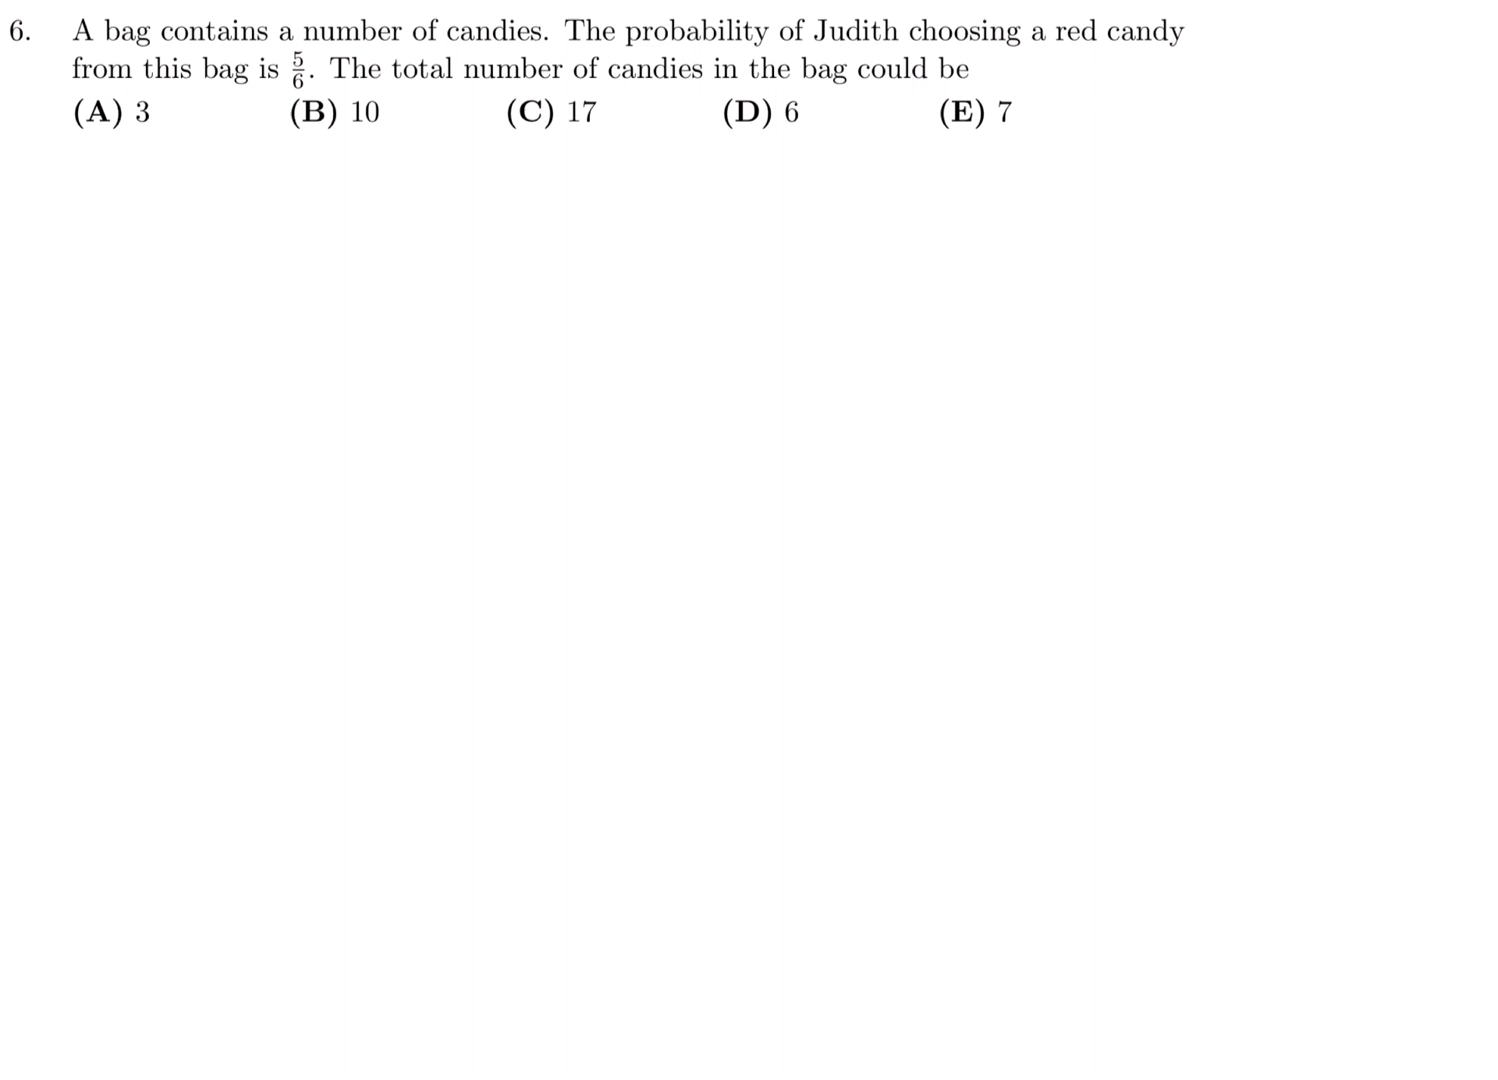 6. A bag contains a number of candies. The probability of Judith choosing a red candy
from this bag is 5/6. The total number of candies in the bag could be
(A) 3 (B) 10 (C) 17 (D) 6 (E) 7